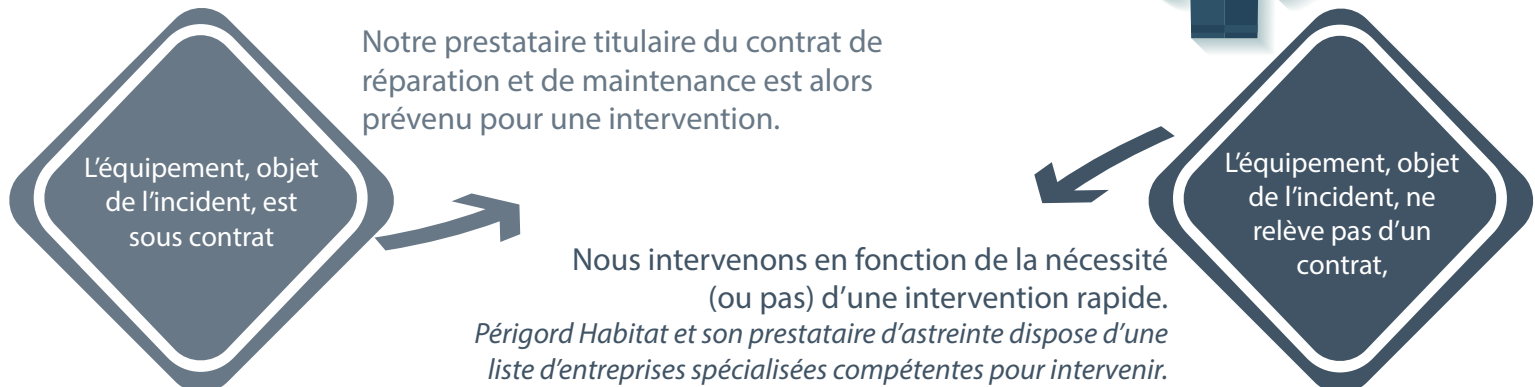 Notre prestataire titulaire du contrat de
réparation et de maintenance est alors
prévenu pour une intervention.
L’équipement, objet
de l’incident, est
sous contrat
L’équipement, objet
de l’incident, ne
relève pas d’un
contrat,
Nous intervenons en fonction de la nécessité
(ou pas) d’une intervention rapide.
Périgord Habitat et son prestataire d’astreinte dispose d’une
liste d’entreprises spécialisées compétentes pour intervenir.